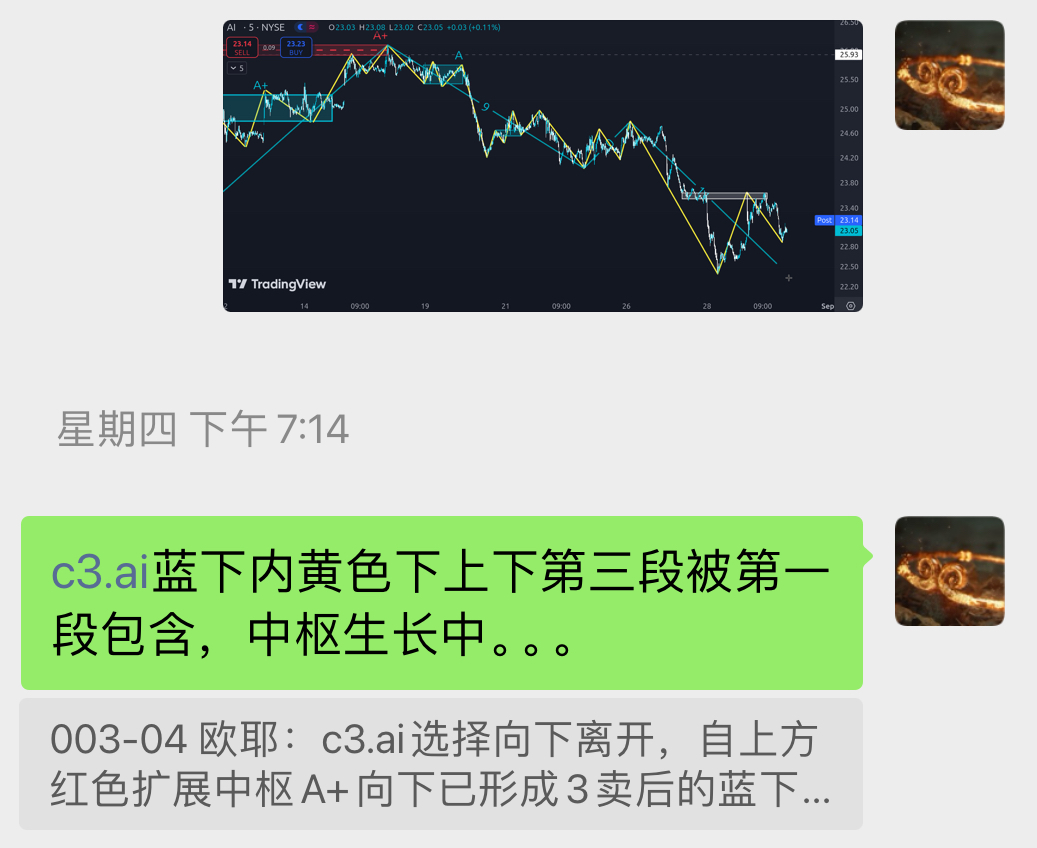 AI · 5 · NYSE O23.03 H23.08 L23.02 C23.05 +0.03 (+0.11%)
23.14 SELL 0.09 23.23 BUY
5
A+
A+
A
9
26.50
25.93
25.50
25.00
24.60
24.20
23.80
23.40
Post 23.14
23.05
22.80
22.50
22.20
TradingView
2 14 09:00 19 21 09:00 26 28 09:00 Sep
星期四 下午 7:14
c3.ai蓝下内黄色下上下第三段被第一
段包含，中枢生长中。。。
003-04 欧耶：c3.ai选择向下离开，自上方
红色扩展中枢A+向下已形成3卖后的蓝下...